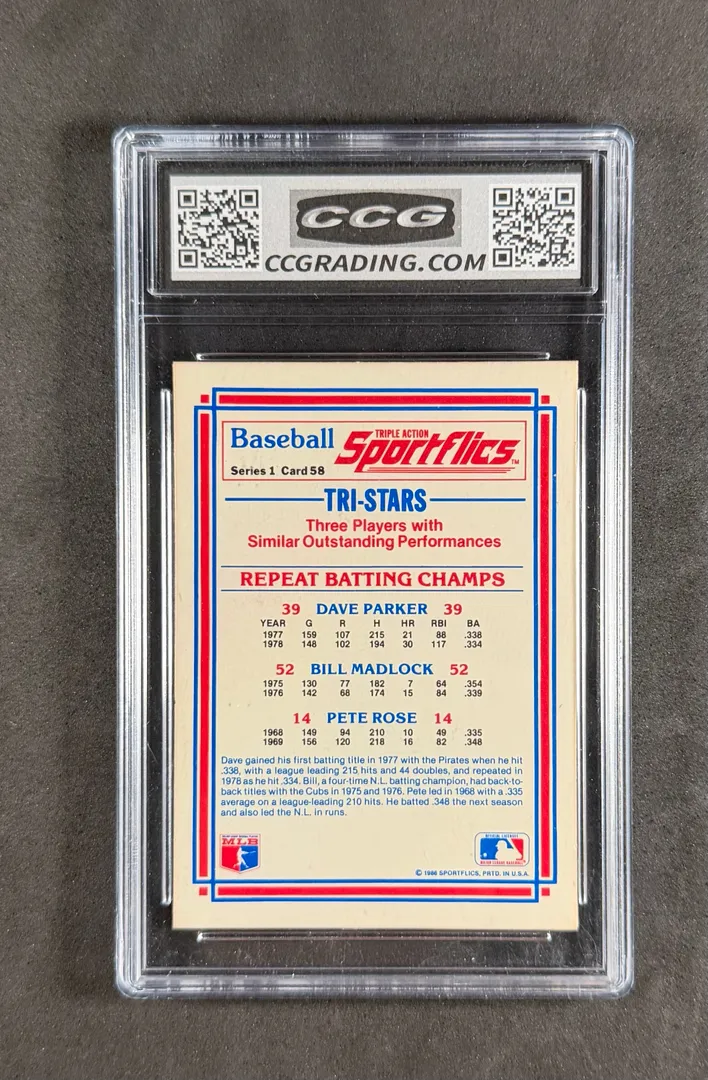 CCG
CCGRADING.COM
Baseball TRIPLE ACTION Sportflics™
Series 1 Card 58
TRI-STARS
Three Players with
Similar Outstanding Performances
REPEAT BATTING CHAMPS
39 DAVE PARKER 39
YEAR G R H HR RBI BA
1977 159 107 215 21 88 .338
1978 148 102 194 30 117 .334
52 BILL MADLOCK 52
1975 130 77 182 7 64 .354
1976 142 68 174 15 84 .339
14 PETE ROSE 14
1968 149 94 210 10 49 .335
1969 156 120 218 16 82 .348
Dave gained his first batting title in 1977 with the Pirates when he hit
.338, with a league leading 215 hits and 44 doubles, and repeated in
1978 as he hit .334. Bill, a four-time N.L. batting champion, had back-to-
back titles with the Cubs in 1975 and 1976. Pete led in 1968 with a .335
average on a league-leading 210 hits. He batted .348 the next season
and also led the N.L. in runs.
MLB
OFFICIAL LICENSEE
MAJOR LEAGUE BASEBALL
© 1986 SPORTFLICS, PRTD. IN U.S.A.